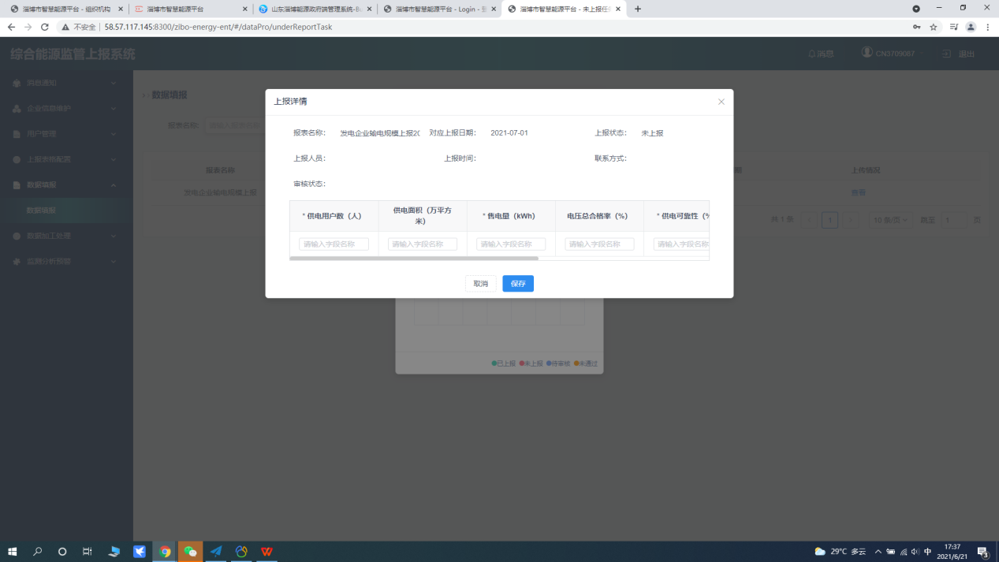 淄博市智慧能源平台 - 组织机构
淄博市智慧能源平台
山东淄博能源政府端管理系统-B
淄博市智慧能源平台 - Login - 登
淄博市智慧能源平台 - 未上报任务
不安全 | 58.57.117.145:8300/zibo-energy-ent/#/dataPro/underReportTask
综合能源监管上报系统
消息
CN3709087
退出
消息通知
企业信息维护
用户管理
上报表格配置
数据填报
数据填报
数据加工处理
监测分析预警
数据填报
报表名称:
请输入报表名称
报表名称
上传情况
发电企业输电规模上报
查看
共 1 条
1
10 条/页
跳至
1
页
上报详情
报表名称:
发电企业输电规模上报20
对应上报日期:
2021-07-01
上报状态:
未上报
上报人员:
上报时间:
联系方式:
审核状态:
* 供电用户数（人）
供电面积（万平方
米）
* 售电量（kWh）
电压总合格率（%）
* 供电可靠性（%
请输入字段名称
请输入字段名称
请输入字段名称
请输入字段名称
请输入字段名称
取消
保存
已上报
未上报
待审核
未通过
29°C 多云
中
17:37
2021/6/21
3